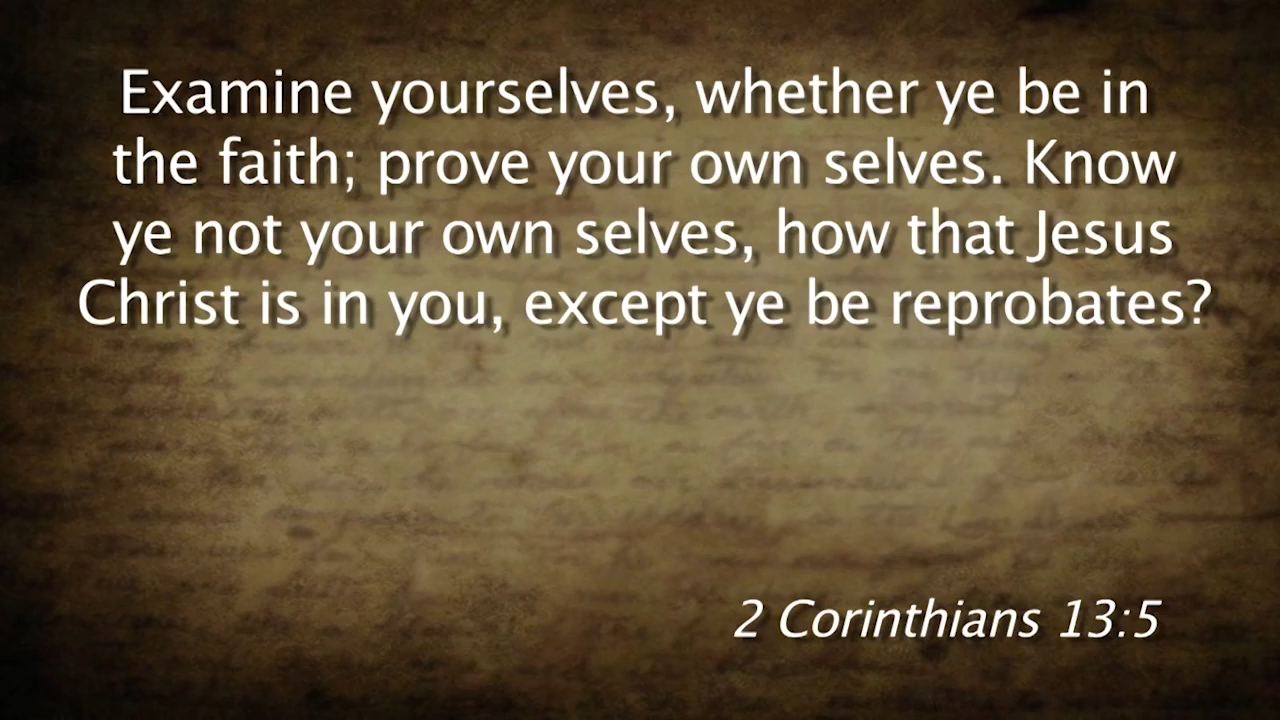 Examine yourselves, whether ye be in
the faith; prove your own selves. Know
ye not your own selves, how that Jesus
Christ is in you, except ye be reprobates?
2 Corinthians 13:5